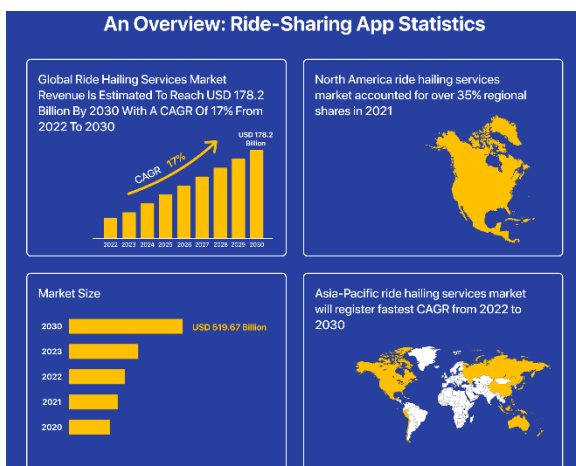 An Overview: Ride-Sharing App Statistics
Global Ride Hailing Services Market
Revenue Is Estimated To Reach USD 178.2
Billion By 2030 With A CAGR Of 17% From
2022 To 2030
USD 178.2
Billion
CAGR 17%
2022 2023 2024 2025 2026 2027 2028 2029 2030
North America ride hailing services
market accounted for over 35% regional
shares in 2021
Market Size
2030 USD 519.67 Billion
2023
2022
2021
2020
Asia-Pacific ride hailing services market
will register fastest CAGR from 2022 to
2030